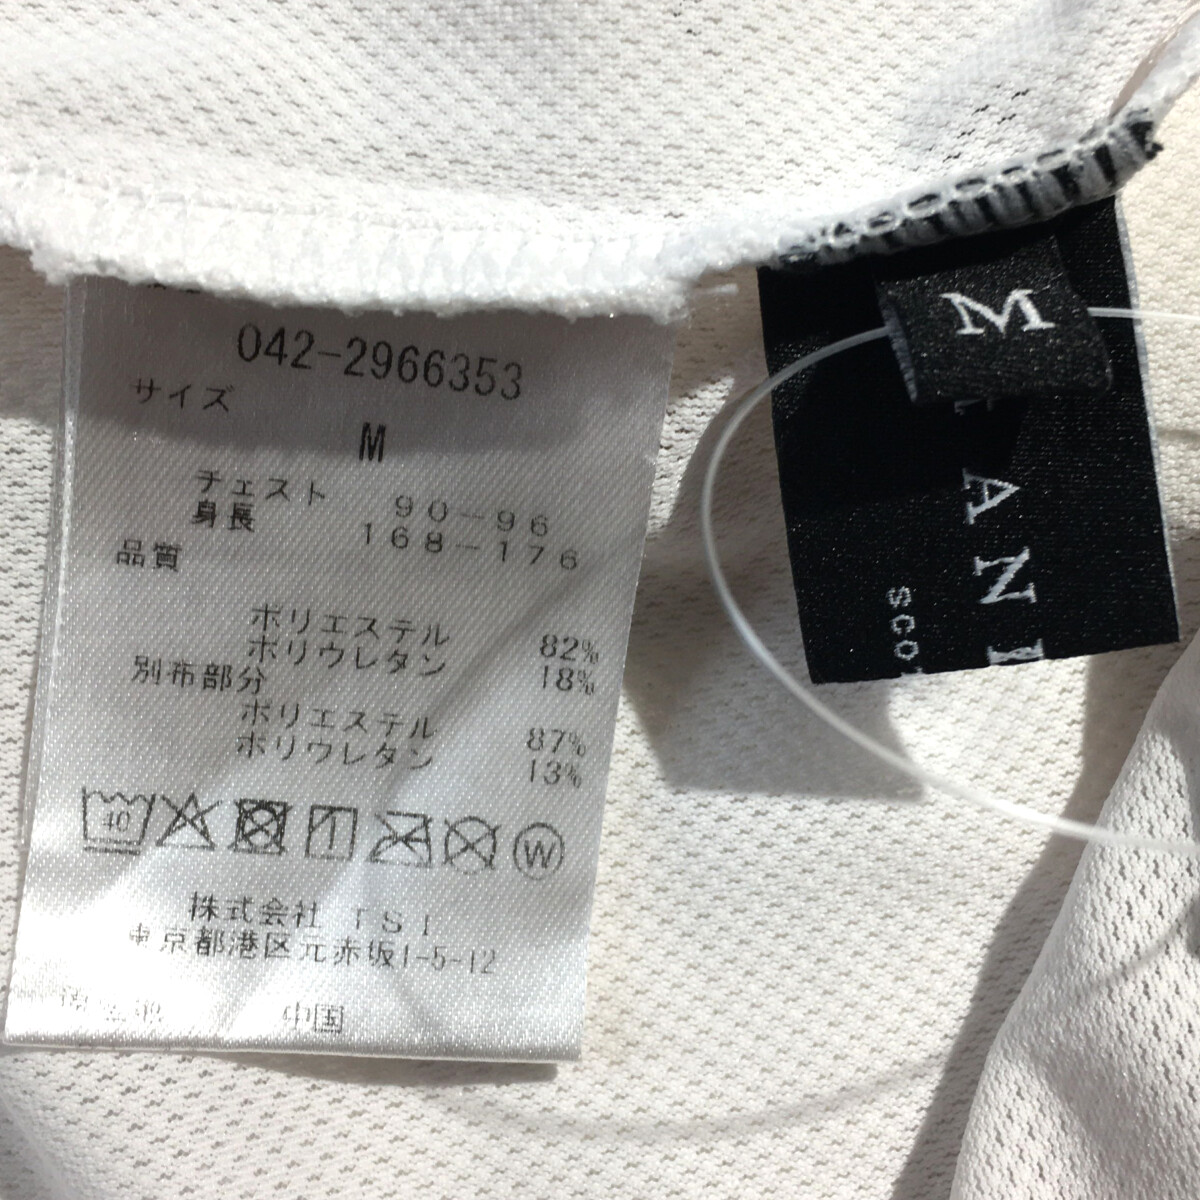 042-2966353
サイズ
M
チェスト 90-96
身長 168-176
品質
ポリエステル 82%
ポリウレタン 18%
別布部分
ポリエステル 87%
ポリウレタン 13%
40
W
株式会社 TSI
東京都港区元赤坂1-5-12
中国
M
A N
SCO